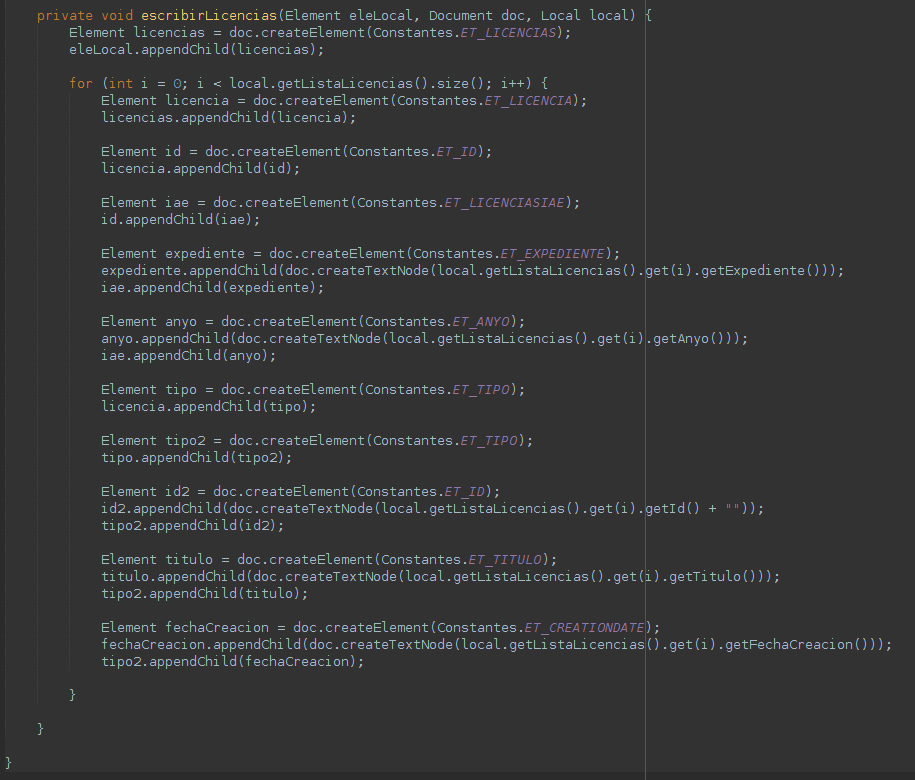 private void escribirLicencias(Element eleLocal, Document doc, Local local) {
Element licencias = doc.createElement(Constantes.ET_LICENCIAS);
eleLocal.appendChild(licencias);
for (int i = 0; i < local.getListaLicencias().size(); i++) {
Element licencia = doc.createElement(Constantes.ET_LICENCIA);
licencias.appendChild(licencia);
Element id = doc.createElement(Constantes.ET_ID);
licencia.appendChild(id);
Element iae = doc.createElement(Constantes.ET_LICENCIASIAE);
id.appendChild(iae);
Element expediente = doc.createElement(Constantes.ET_EXPEDIENTE);
expediente.appendChild(doc.createTextNode(local.getListaLicencias().get(i).getExpediente()));
iae.appendChild(expediente);
Element anyo = doc.createElement(Constantes.ET_ANYO);
anyo.appendChild(doc.createTextNode(local.getListaLicencias().get(i).getAnyo()));
iae.appendChild(anyo);
Element tipo = doc.createElement(Constantes.ET_TIPO);
licencia.appendChild(tipo);
Element tipo2 = doc.createElement(Constantes.ET_TIPO);
tipo.appendChild(tipo2);
Element id2 = doc.createElement(Constantes.ET_ID);
id2.appendChild(doc.createTextNode(local.getListaLicencias().get(i).getId() + ""));
tipo2.appendChild(id2);
Element titulo = doc.createElement(Constantes.ET_TITULO);
titulo.appendChild(doc.createTextNode(local.getListaLicencias().get(i).getTitulo()));
tipo2.appendChild(titulo);
Element fechaCreacion = doc.createElement(Constantes.ET_CREATIONDATE);
fechaCreacion.appendChild(doc.createTextNode(local.getListaLicencias().get(i).getFechaCreacion()));
tipo2.appendChild(fechaCreacion);
}
}
}